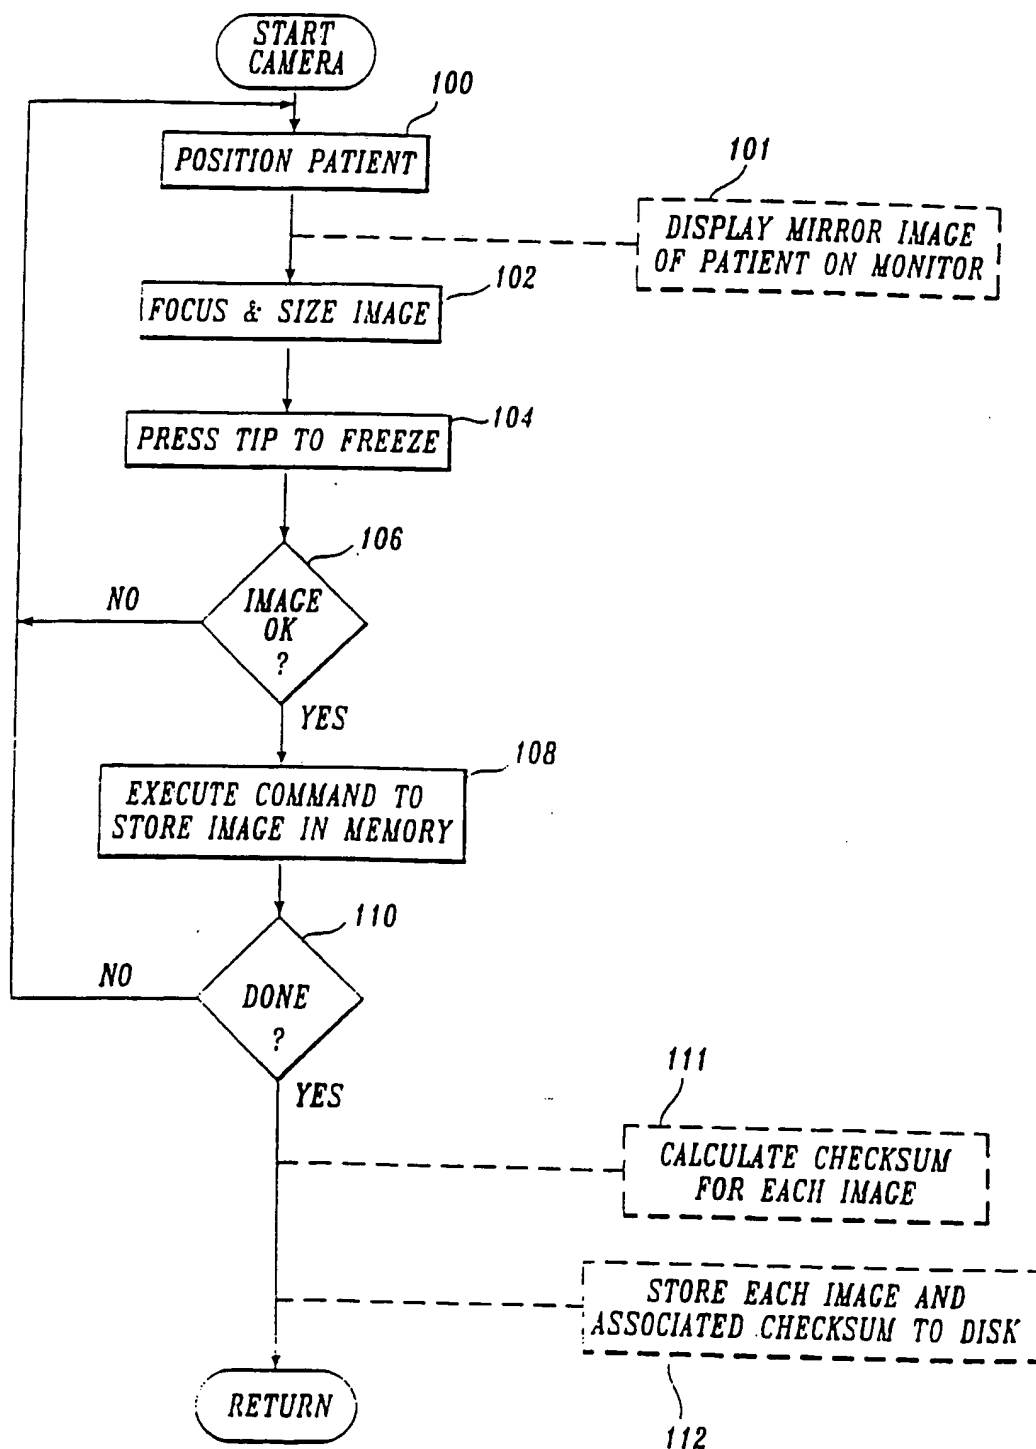 START
CAMERA
100
POSITION PATIENT
101
DISPLAY MIRROR IMAGE
OF PATIENT ON MONITOR
102
FOCUS & SIZE IMAGE
104
PRESS TIP TO FREEZE
106
IMAGE
OK
?
NO
YES
108
EXECUTE COMMAND TO
STORE IMAGE IN MEMORY
110
DONE
?
NO
YES
111
CALCULATE CHECKSUM
FOR EACH IMAGE
STORE EACH IMAGE AND
ASSOCIATED CHECKSUM TO DISK
112
RETURN